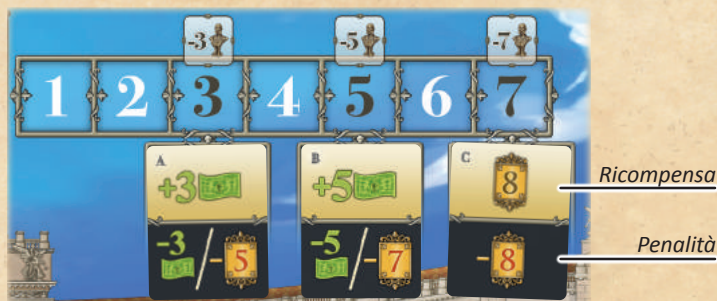 -3 -5 -7
1 2 3 4 5 6 7
A B C
+3 +5 8
Ricompensa
-3 / -5 -5 / -7 -8
Penalità